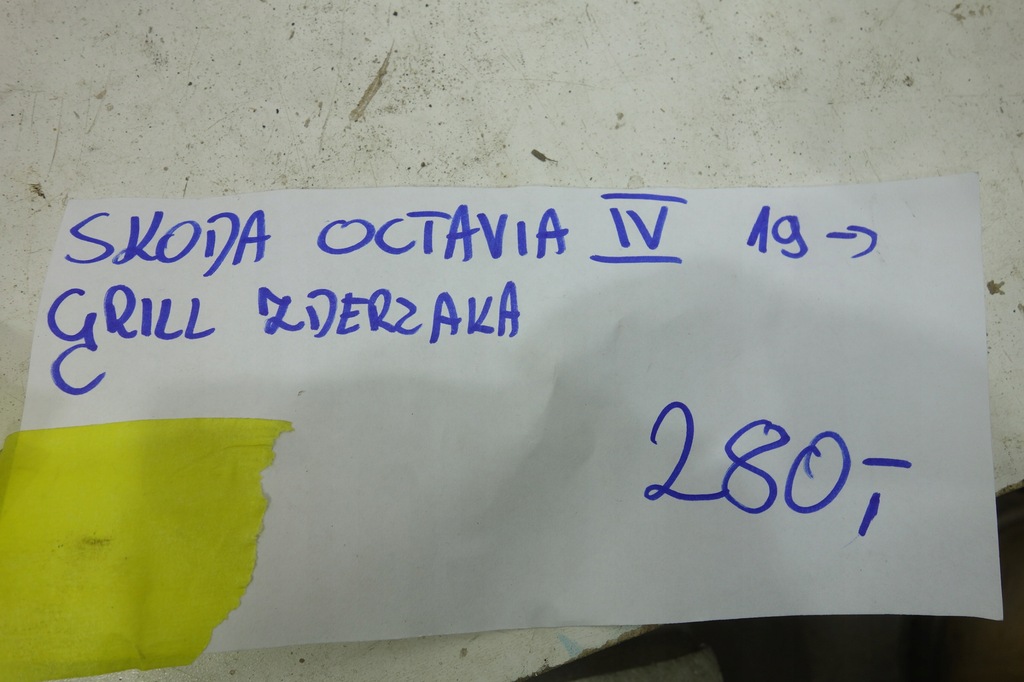 SKODA OCTAVIA IV 19→
GRILL ZDERZAKA
C
280,-